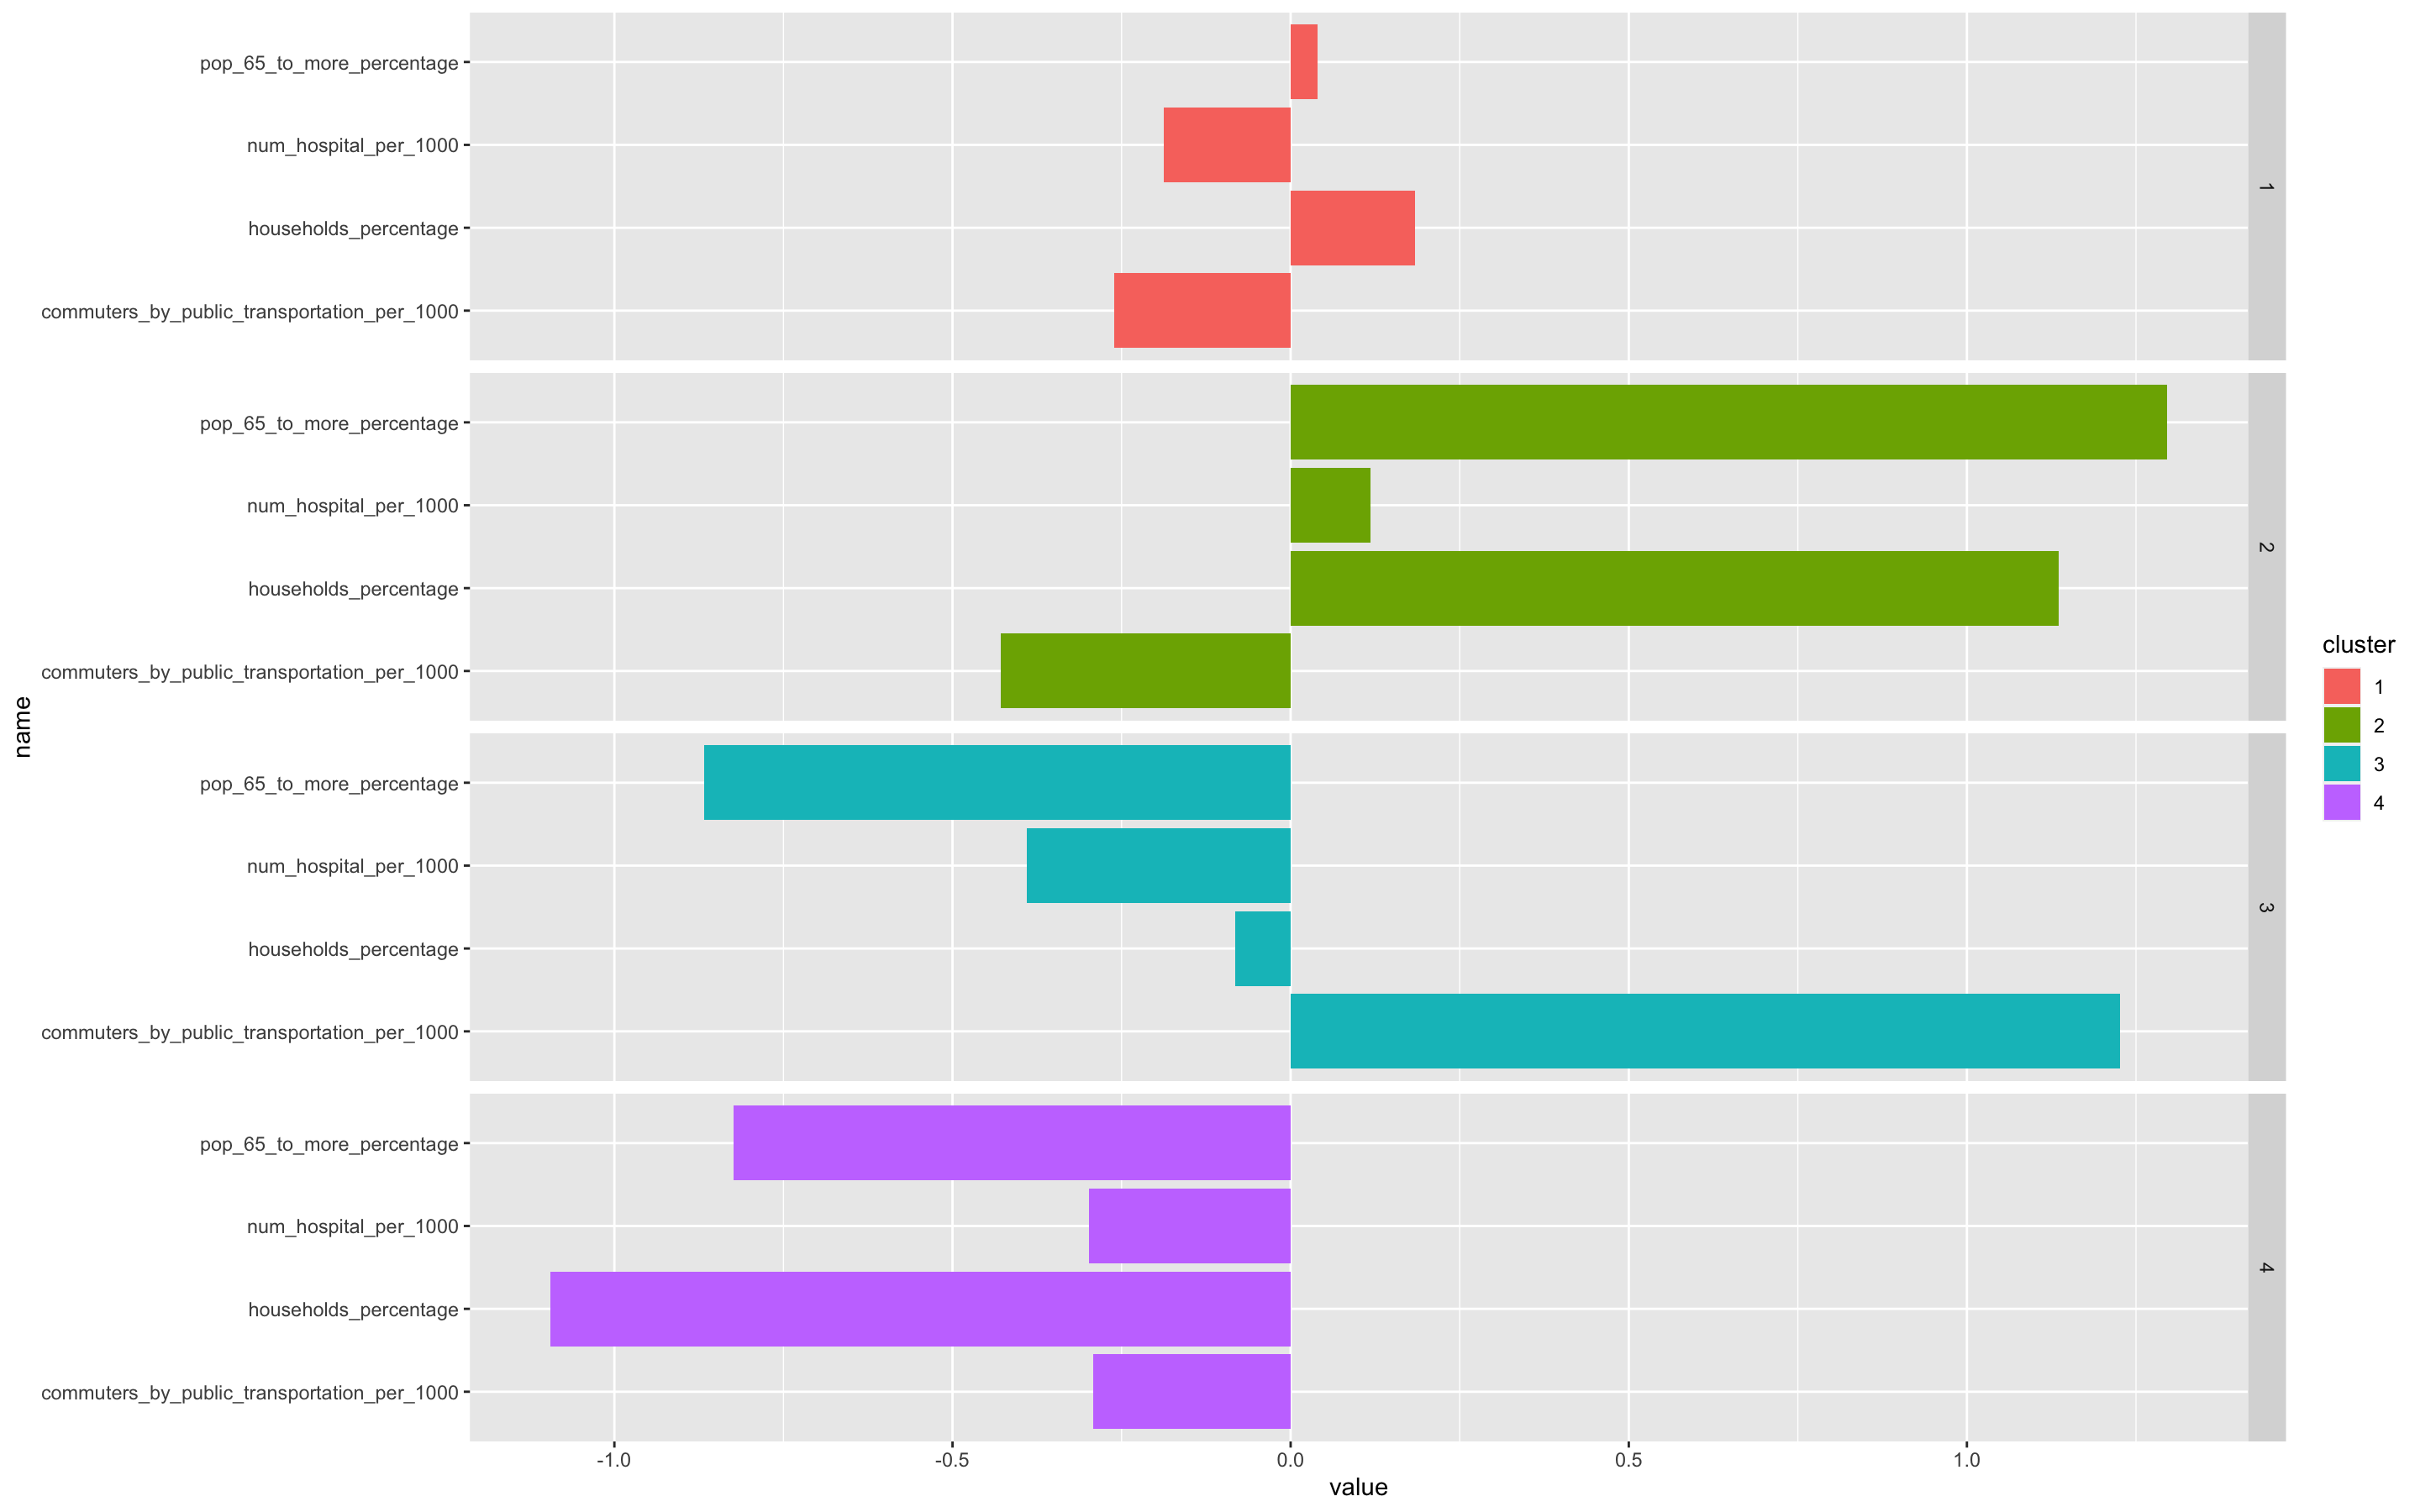 pop_65_to_more_percentage
num_hospital_per_1000
households_percentage
commuters_by_public_transportation_per_1000
1
pop_65_to_more_percentage
num_hospital_per_1000
households_percentage
commuters_by_public_transportation_per_1000
2
pop_65_to_more_percentage
num_hospital_per_1000
households_percentage
commuters_by_public_transportation_per_1000
3
pop_65_to_more_percentage
num_hospital_per_1000
households_percentage
commuters_by_public_transportation_per_1000
4
name
-1.0 -0.5 0.0 0.5 1.0
value
cluster
1
2
3
4